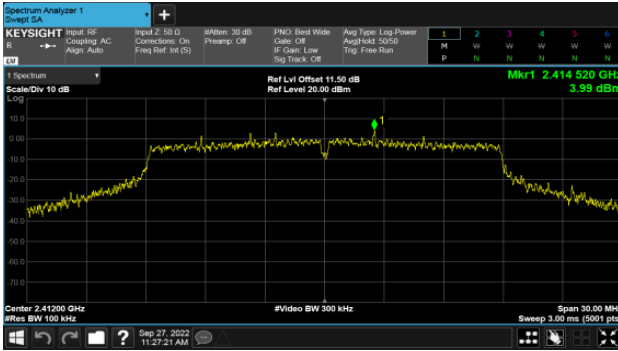 Spectrum Analyzer 1
Swept SA
+
KEYSIGHT
R
LXI
Input: RF
Coupling: AC
Align: Auto
Input Z: 50 Ω
Corrections: On
Freq Ref: Int (S)
#Atten: 30 dB
Preamp: Off
PNO: Best Wide
Gate: Off
IF Gain: Low
Sig Track: Off
Avg Type: Log-Power
Avg|Hold: 50/50
Trig: Free Run
1 2 3 4 5 6
M W W W W W
P N N N N N
1 Spectrum
Scale/Div 10 dB
Ref Lvl Offset 11.50 dB
Ref Level 20.00 dBm
Mkr1 2.414 520 GHz
3.99 dBm
Log
1
10.0
0.00
-10.0
-20.0
-30.0
-40.0
-50.0
-60.0
-70.0
Center 2.41200 GHz
#Res BW 100 kHz
#Video BW 300 kHz
Span 30.00 MHz
Sweep 3.00 ms (5001 pts)
?
Sep 27, 2022
11:27:21 AM